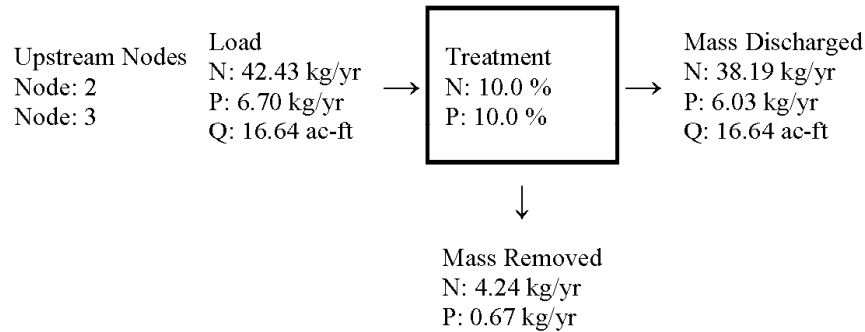 Upstream Nodes
Node: 2
Node: 3
Load
N: 42.43 kg/yr
P: 6.70 kg/yr
Q: 16.64 ac-ft
→
Treatment
N: 10.0 %
P: 10.0 %
→
Mass Discharged
N: 38.19 kg/yr
P: 6.03 kg/yr
Q: 16.64 ac-ft
↓
Mass Removed
N: 4.24 kg/yr
P: 0.67 kg/yr